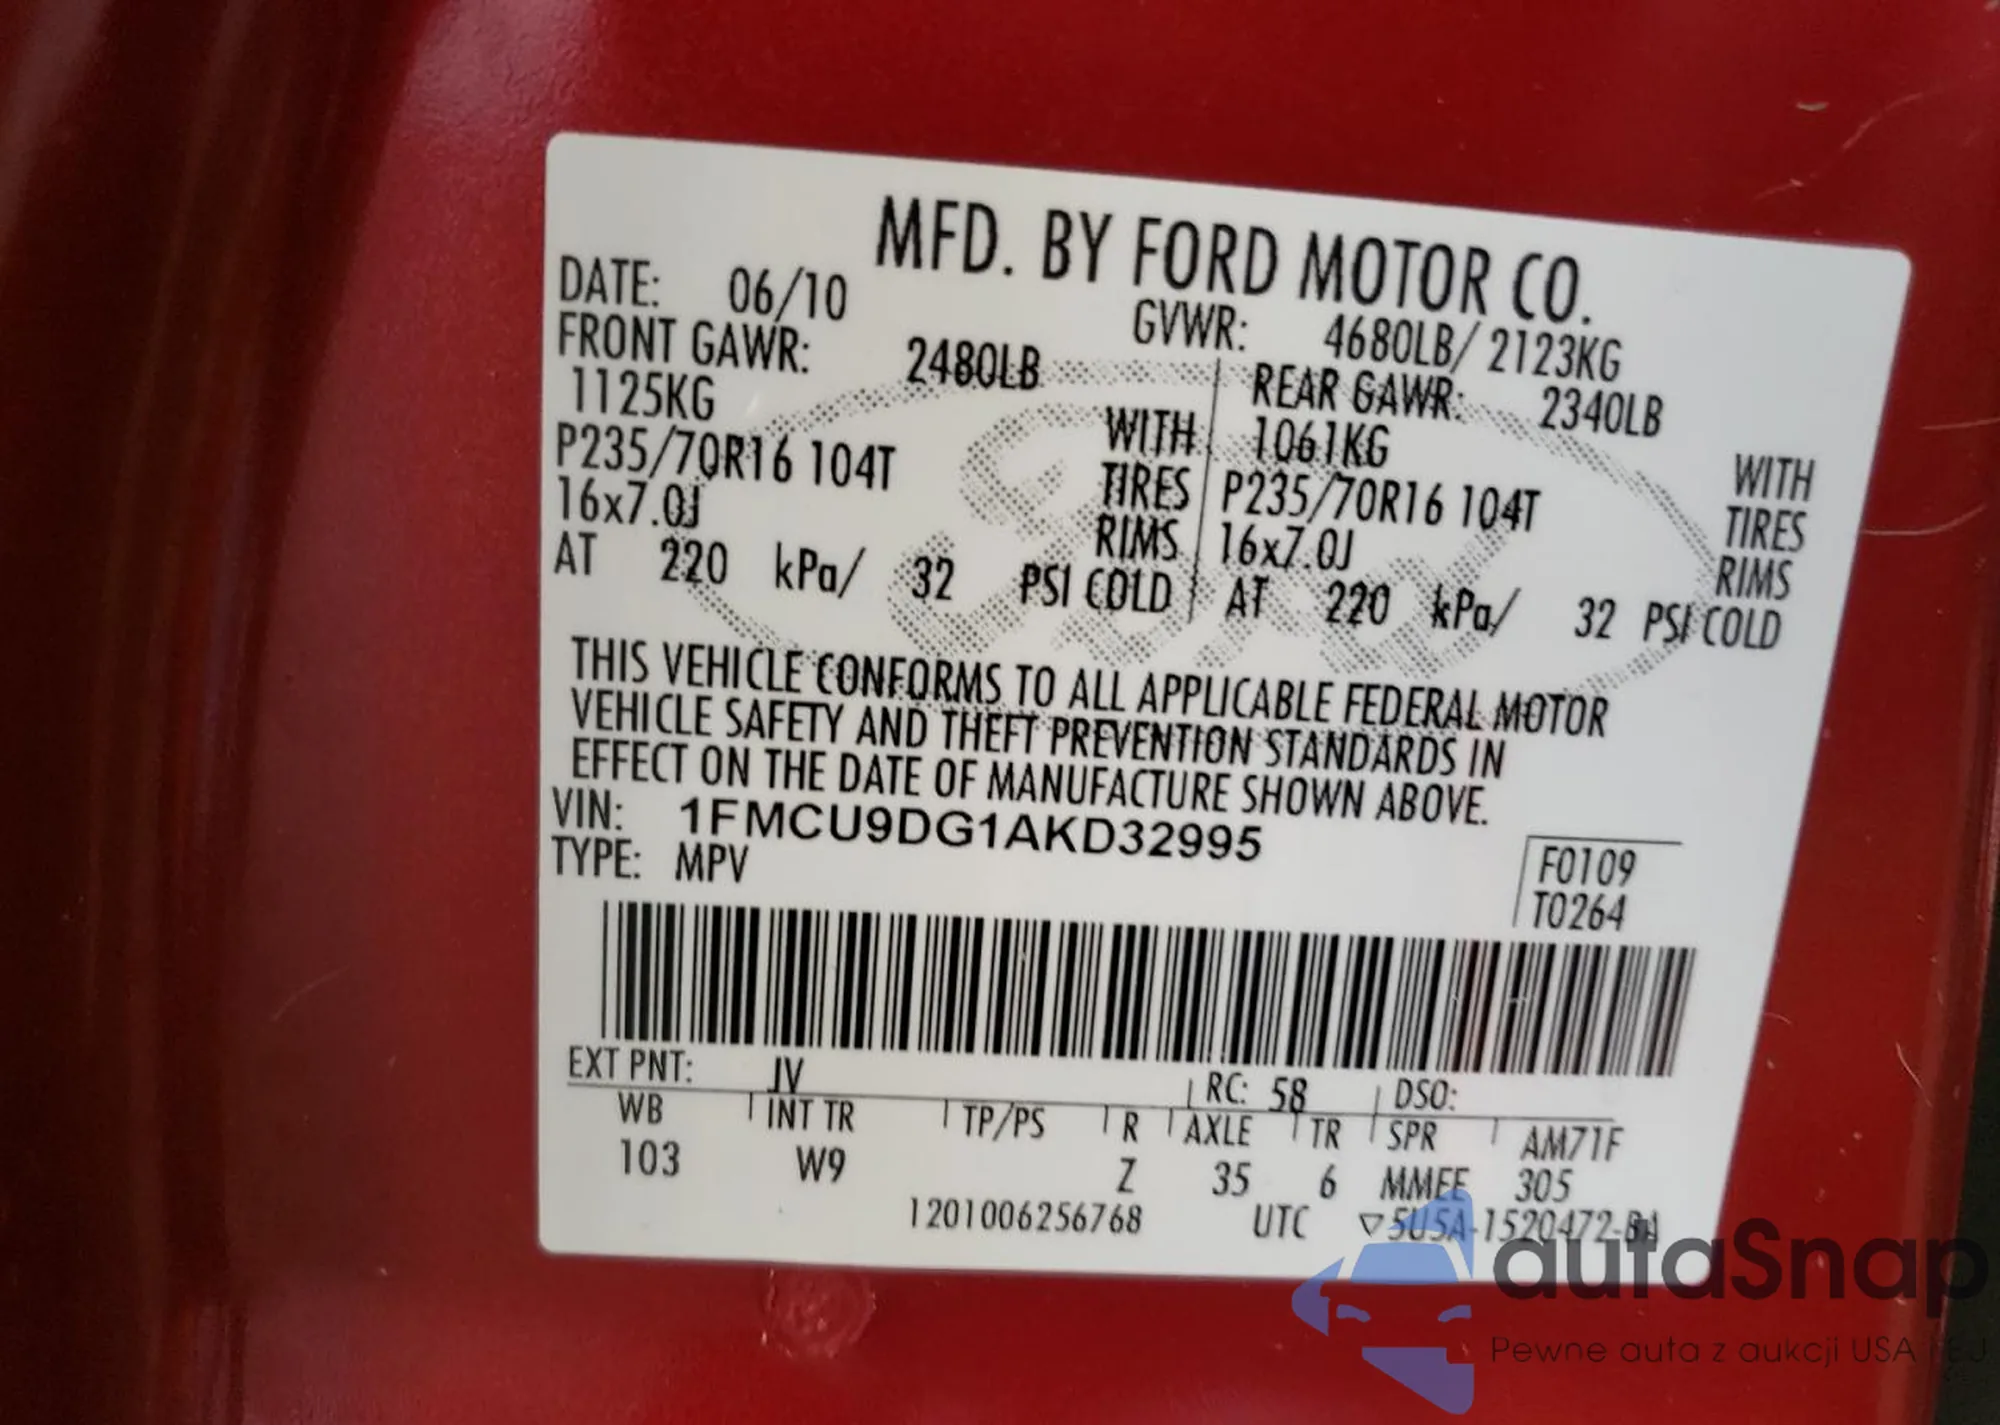 MFD. BY FORD MOTOR CO.
DATE: 06/10 GVWR: 4680LB/ 2123KG
FRONT GAWR: 2480LB REAR GAWR: 2340LB
1125KG WITH 1061KG WITH
P235/70R16 104T TIRES P235/70R16 104T TIRES
16x7.0J RIMS 16x7.0J RIMS
AT 220 kPa/ 32 PSI COLD AT 220 kPa/ 32 PSI COLD
THIS VEHICLE CONFORMS TO ALL APPLICABLE FEDERAL MOTOR
VEHICLE SAFETY AND THEFT PREVENTION STANDARDS IN
EFFECT ON THE DATE OF MANUFACTURE SHOWN ABOVE.
VIN: 1FMCU9DG1AKD32995
TYPE: MPV
F0109
T0264
EXT PNT: JV RC: 58 DSO:
WB INT TR TP/PS R AXLE TR SPR AM71F
103 W9 Z 35 6 MMEE 305
1201006256768 UTC ▽5U5A-1520472-BA
Ford
autaSnap
Pewne auta z aukcji USA i EU